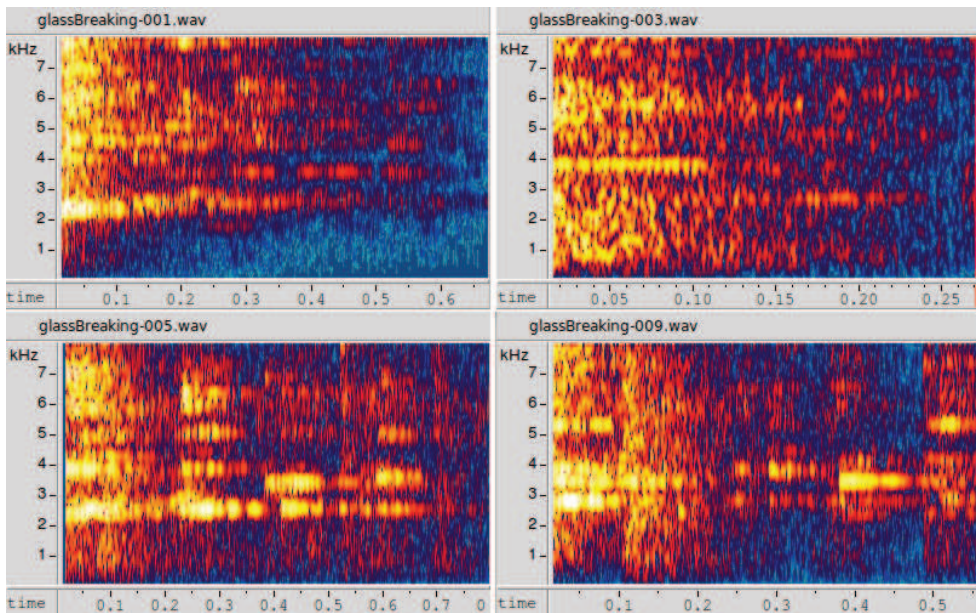 glassBreaking-001.wav
kHz
7
6
5
4
3
2
1
time 0.1 0.2 0.3 0.4 0.5 0.6
glassBreaking-003.wav
kHz
7
6
5
4
3
2
1
time 0.05 0.10 0.15 0.20 0.25
glassBreaking-005.wav
kHz
7
6
5
4
3
2
1
time 0.1 0.2 0.3 0.4 0.5 0.6 0.7 0
glassBreaking-009.wav
kHz
7
6
5
4
3
2
1
time 0.1 0.2 0.3 0.4 0.5